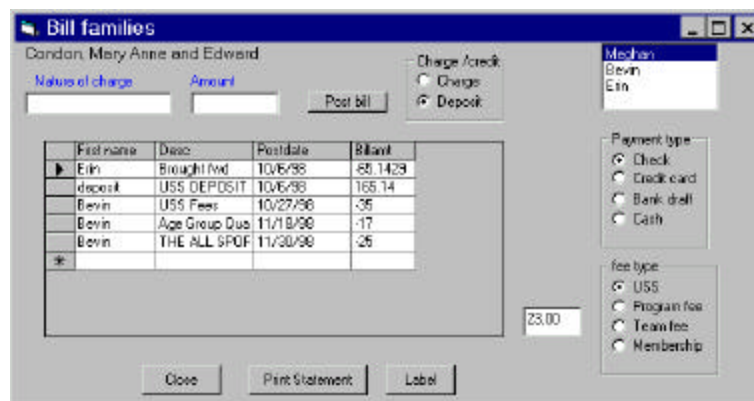 Bill families
Condon, Mary Anne and Edward
Nature of charge Amount
Post bill
Charge /credit
Charge
Deposit
Meghan
Bevin
Erin
First name Desc Postdate Billamt
Erin Brought fwd 10/6/98 -65.1429
deposit USS DEPOSIT 10/6/98 165.14
Bevin USS Fees 10/27/98 -35
Bevin Age Group Qua 11/18/98 -17
Bevin THE ALL SPOR 11/30/98 -25
Payment type
Check
Credit card
Bank draft
Cash
fee type
USS
Program fee
Team fee
Membership
23.00
Close Print Statement Label